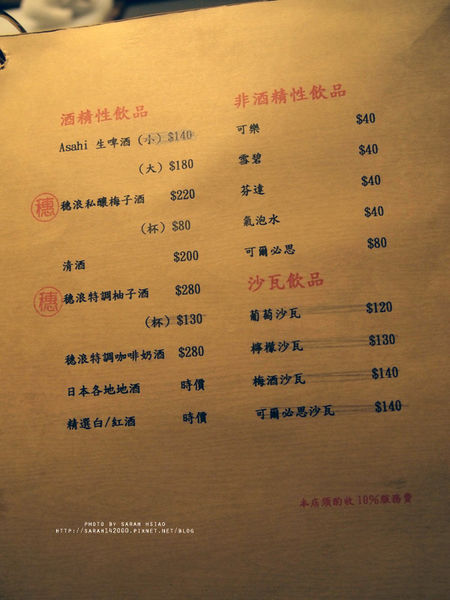 酒精性飲品
Asahi 生啤酒 (小) $140
(大) $180
穗 穗浪私釀梅子酒 $220
(杯) $80
清酒 $200
穗 穗浪特調柚子酒 $280
(杯) $130
穗浪特調咖啡奶酒 $280
日本各地地酒 時價
精選白/紅酒 時價
非酒精性飲品
可樂 $40
雪碧 $40
芬達 $40
氣泡水 $40
可爾必思 $80
沙瓦飲品
葡萄沙瓦 $120
檸檬沙瓦 $130
梅酒沙瓦 $140
可爾必思沙瓦 $140
本店須酌收10%服務費
PHOTO BY SARAH HSIAO
HTTP://SARAH142000.PIXNET.NET/BLOG